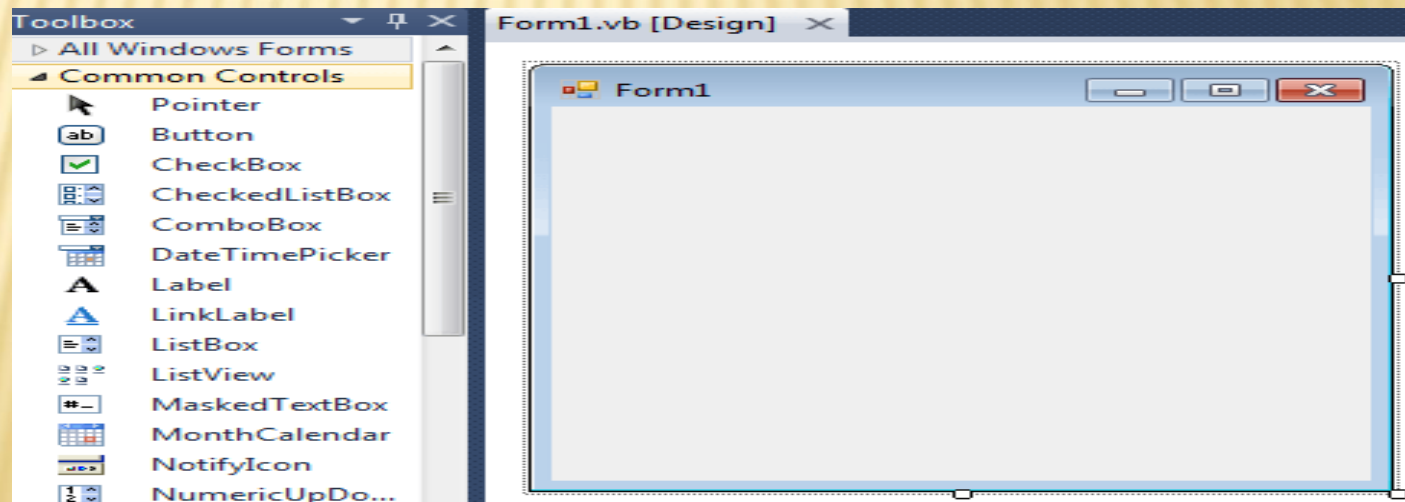 Toolbox
All Windows Forms
Common Controls
Pointer
Button
CheckBox
CheckedListBox
ComboBox
DateTimePicker
Label
LinkLabel
ListBox
ListView
MaskedTextBox
MonthCalendar
NotifyIcon
NumericUpDo...
Form1.vb [Design]
Form1